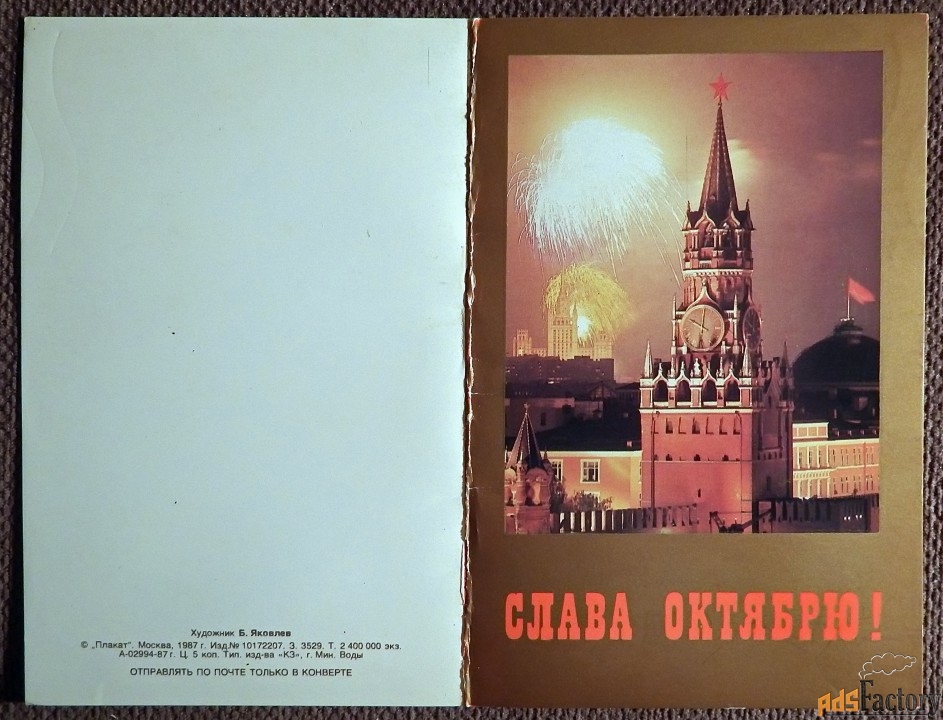 Художник Б. Яковлев
© „Плакат". Москва, 1987 г. Изд.№ 10172207. З. 3529. Т. 2 400 000 экз.
А-02994-87 г. Ц. 5 коп. Тип. изд-ва «КЗ», г. Мин. Воды
ОТПРАВЛЯТЬ ПО ПОЧТЕ ТОЛЬКО В КОНВЕРТЕ
СЛАВА ОКТЯБРЮ!
adsFactory